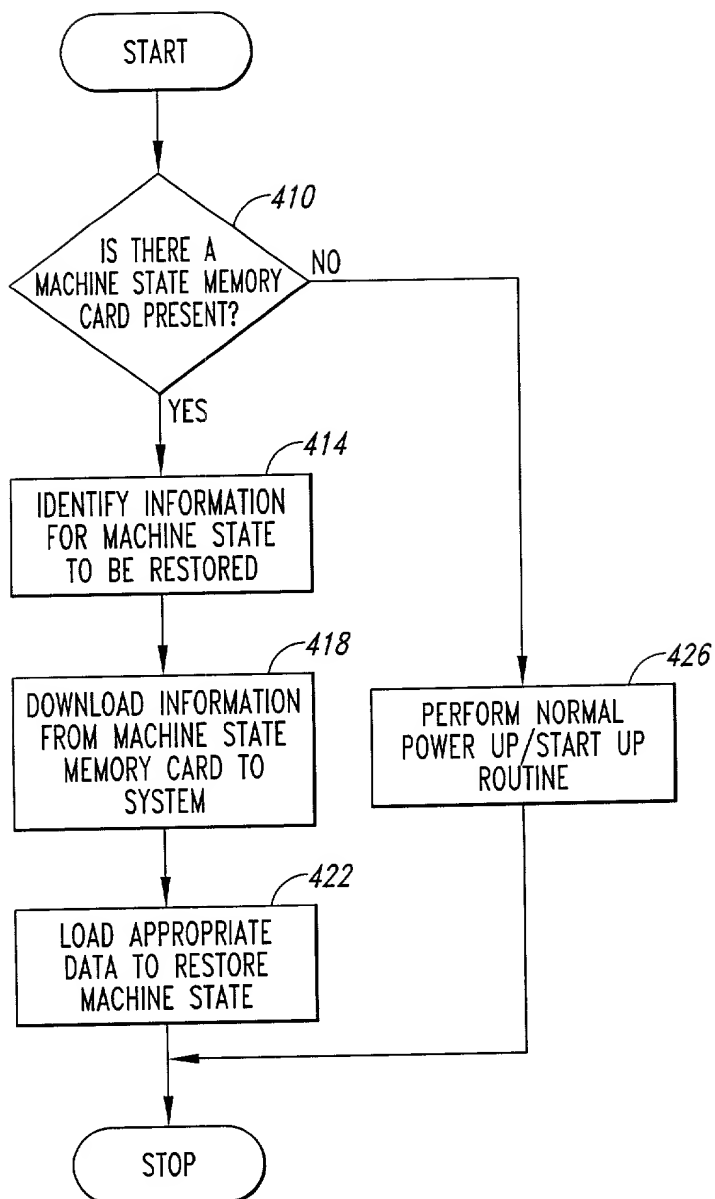 START
410
IS THERE A
MACHINE STATE MEMORY
CARD PRESENT?
NO
YES
414
IDENTIFY INFORMATION
FOR MACHINE STATE
TO BE RESTORED
418
DOWNLOAD INFORMATION
FROM MACHINE STATE
MEMORY CARD TO
SYSTEM
426
PERFORM NORMAL
POWER UP/START UP
ROUTINE
422
LOAD APPROPRIATE
DATA TO RESTORE
MACHINE STATE
STOP